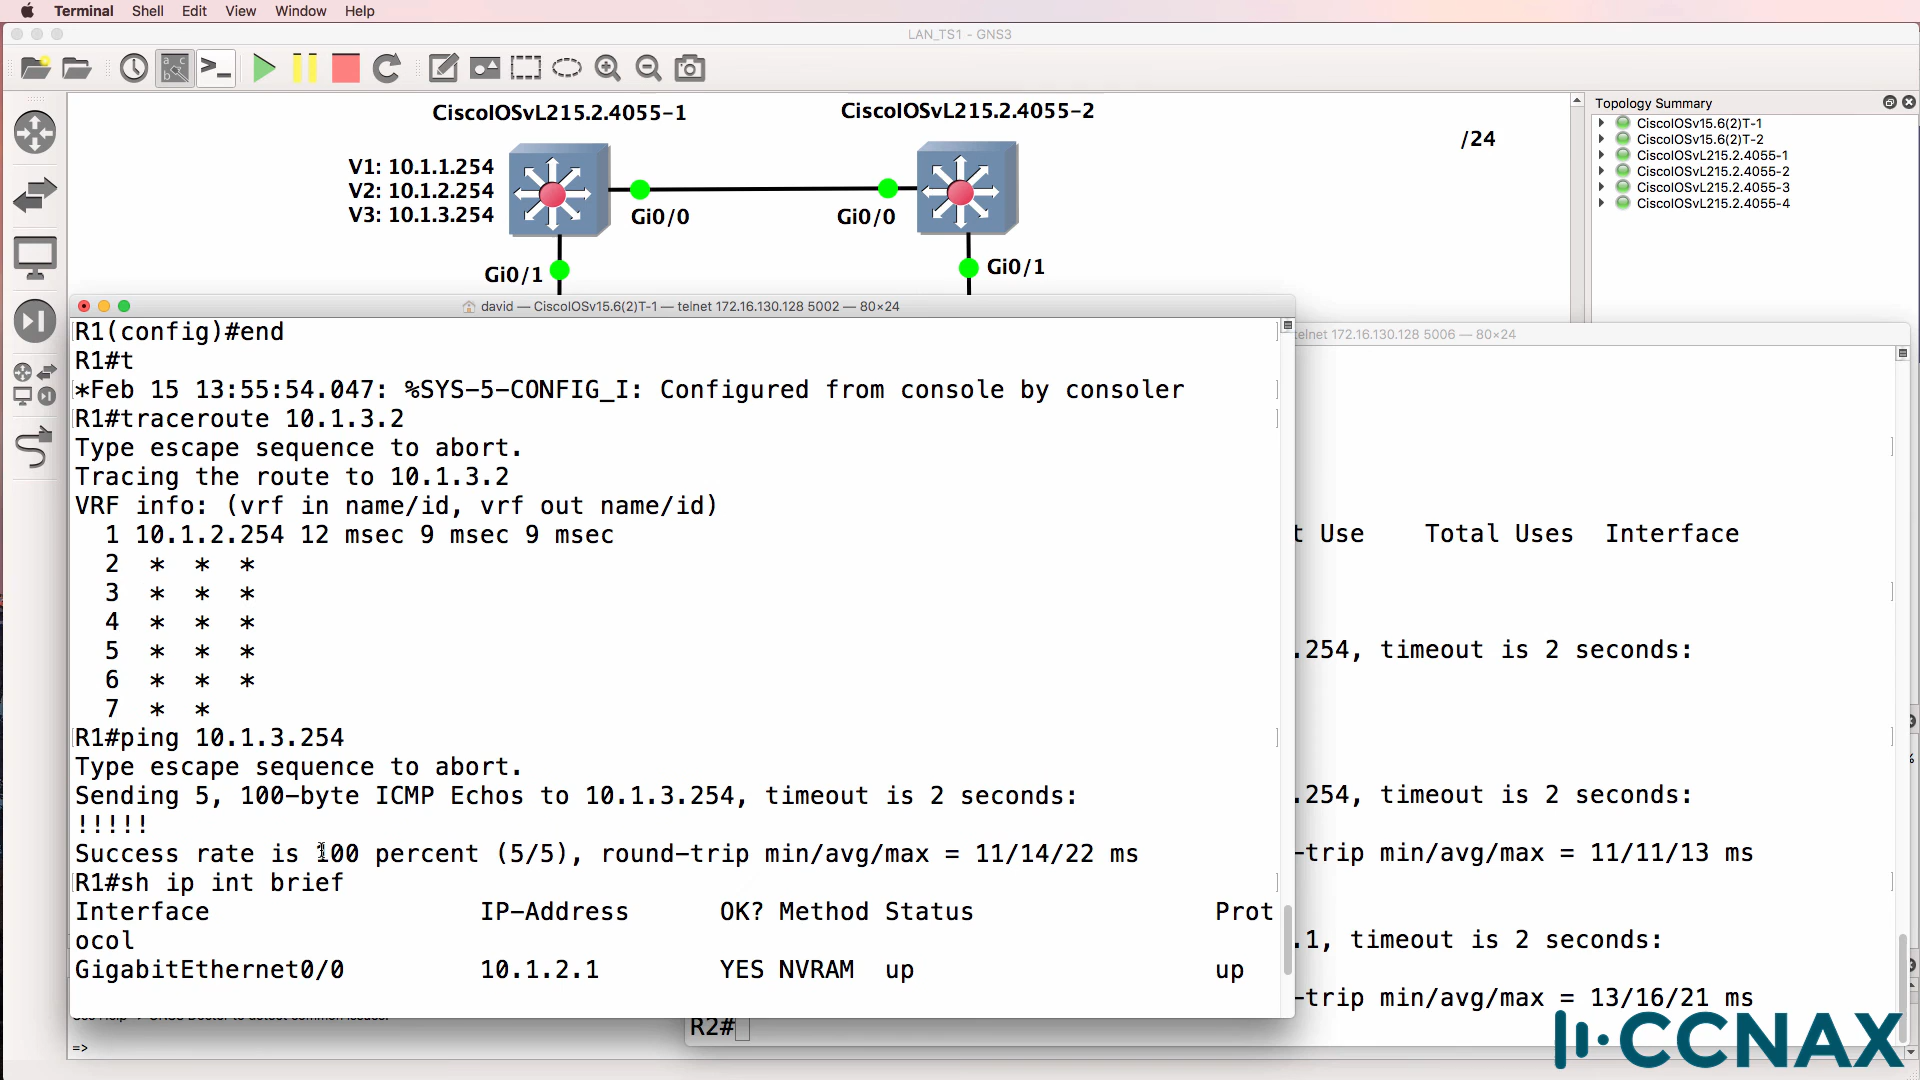 Terminal Shell Edit View Window Help
LAN_TS1 - GNS3
CiscoIOSvL215.2.4055-1
CiscoIOSvL215.2.4055-2
/24
V1: 10.1.1.254
V2: 10.1.2.254
V3: 10.1.3.254
Gi0/0
Gi0/0
Gi0/1
Gi0/1
Topology Summary
CiscoIOSv15.6(2)T-1
CiscoIOSv15.6(2)T-2
CiscoIOSvL215.2.4055-1
CiscoIOSvL215.2.4055-2
CiscoIOSvL215.2.4055-3
CiscoIOSvL215.2.4055-4
david — CiscoIOSv15.6(2)T-1 — telnet 172.16.130.128 5002 — 80×24
R1(config)#end
R1#t
*Feb 15 13:55:54.047: %SYS-5-CONFIG_I: Configured from console by consoler
R1#traceroute 10.1.3.2
Type escape sequence to abort.
Tracing the route to 10.1.3.2
VRF info: (vrf in name/id, vrf out name/id)
1 10.1.2.254 12 msec 9 msec 9 msec
2 * * *
3 * * *
4 * * *
5 * * *
6 * * *
7 * *
R1#ping 10.1.3.254
Type escape sequence to abort.
Sending 5, 100-byte ICMP Echos to 10.1.3.254, timeout is 2 seconds:
!!!!!
Success rate is 100 percent (5/5), round-trip min/avg/max = 11/14/22 ms
R1#sh ip int brief
Interface IP-Address OK? Method Status Prot
ocol
GigabitEthernet0/0 10.1.2.1 YES NVRAM up up
telnet 172.16.130.128 5006 — 80×24
t Use Total Uses Interface
.254, timeout is 2 seconds:
.254, timeout is 2 seconds:
-trip min/avg/max = 11/11/13 ms
.1, timeout is 2 seconds:
-trip min/avg/max = 13/16/21 ms
R2#
=>
CCNAX